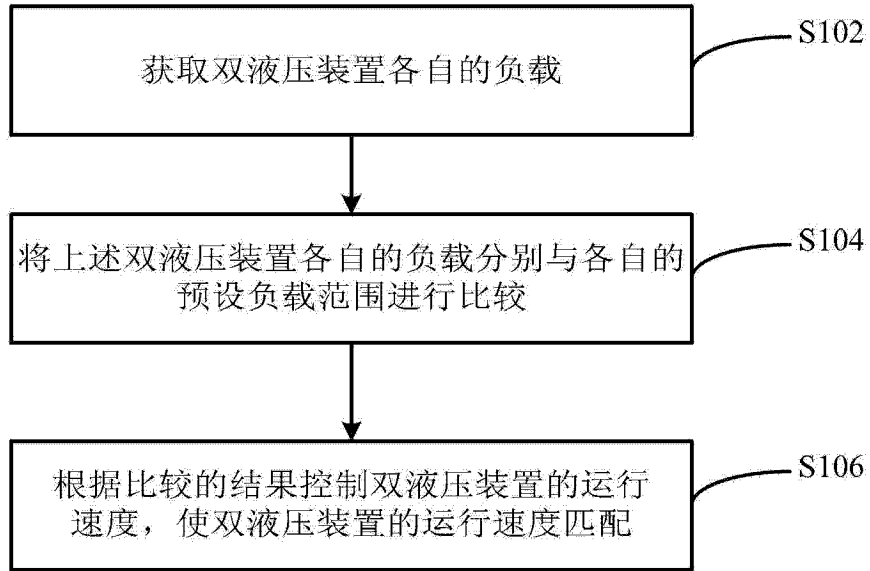 获取双液压装置各自的负载
S102
将上述双液压装置各自的负载分别与各自的
预设负载范围进行比较
S104
根据比较的结果控制双液压装置的运行
速度，使双液压装置的运行速度匹配
S106